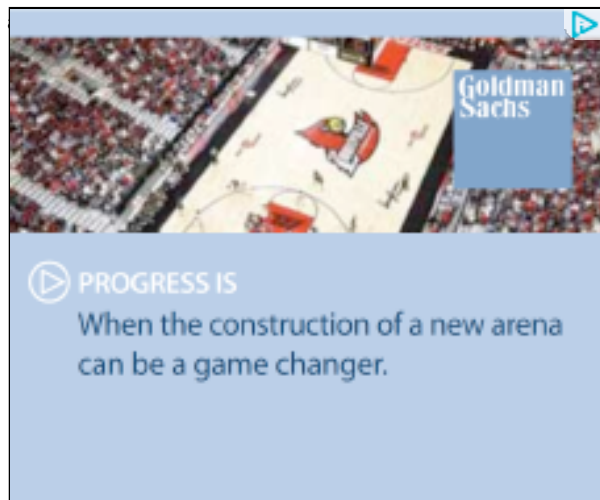 Goldman
Sachs
PROGRESS IS
When the construction of a new arena
can be a game changer.